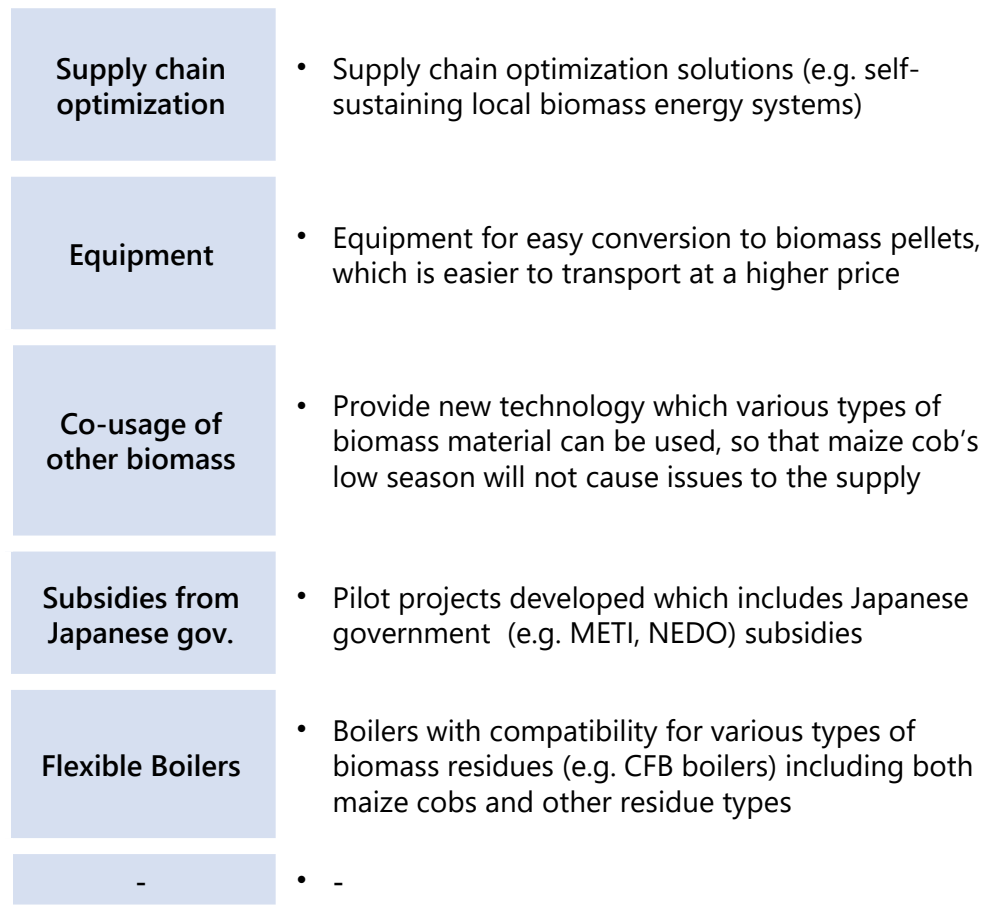 Supply chain
optimization
• Supply chain optimization solutions (e.g. self-
sustaining local biomass energy systems)
Equipment
• Equipment for easy conversion to biomass pellets,
which is easier to transport at a higher price
Co-usage of
other biomass
• Provide new technology which various types of
biomass material can be used, so that maize cob’s
low season will not cause issues to the supply
Subsidies from
Japanese gov.
• Pilot projects developed which includes Japanese
government  (e.g. METI, NEDO) subsidies
Flexible Boilers
• Boilers with compatibility for various types of
biomass residues (e.g. CFB boilers) including both
maize cobs and other residue types
-
• -